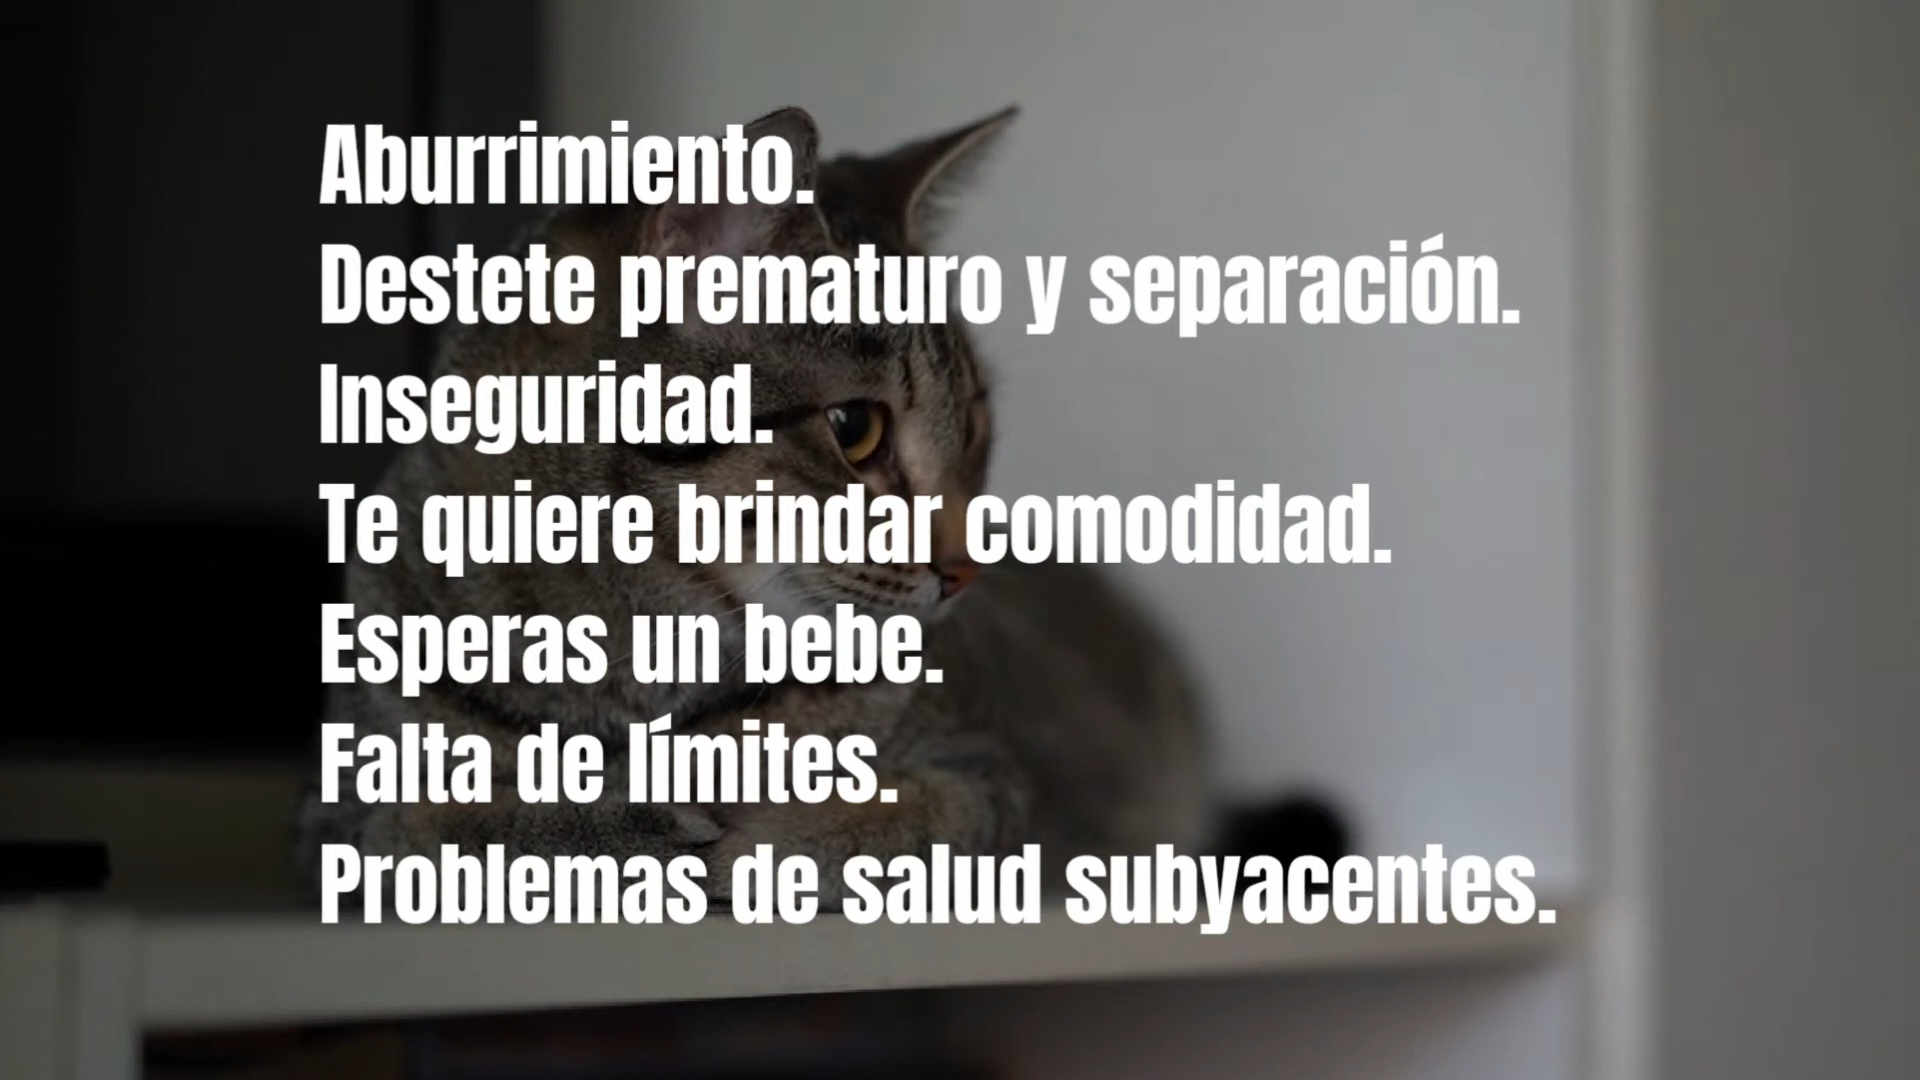 Aburrimiento.
Destete prematuro y separación.
Inseguridad.
Te quiere brindar comodidad.
Esperas un bebe.
Falta de límites.
Problemas de salud subyacentes.